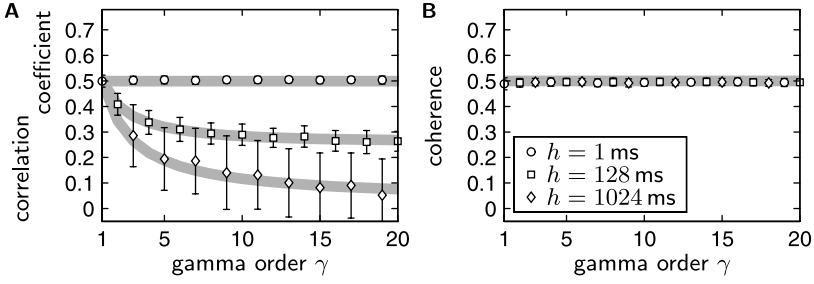 A
correlation coefficient
0.7
0.6
0.5
0.4
0.3
0.2
0.1
0
1 5 10 15 20
gamma order γ
B
coherence
0.7
0.6
0.5
0.4
0.3
0.2
0.1
0
h = 1 ms
h = 128 ms
h = 1024 ms
1 5 10 15 20
gamma order γ